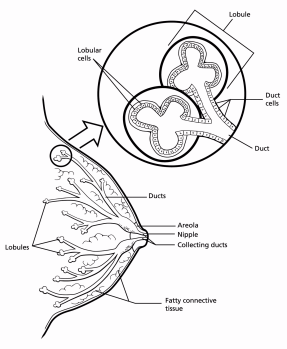 Lobule
Lobular
cells
Duct
cells
Duct
Ducts
Areola
Nipple
Collecting ducts
Lobules
Fatty connective
tissue